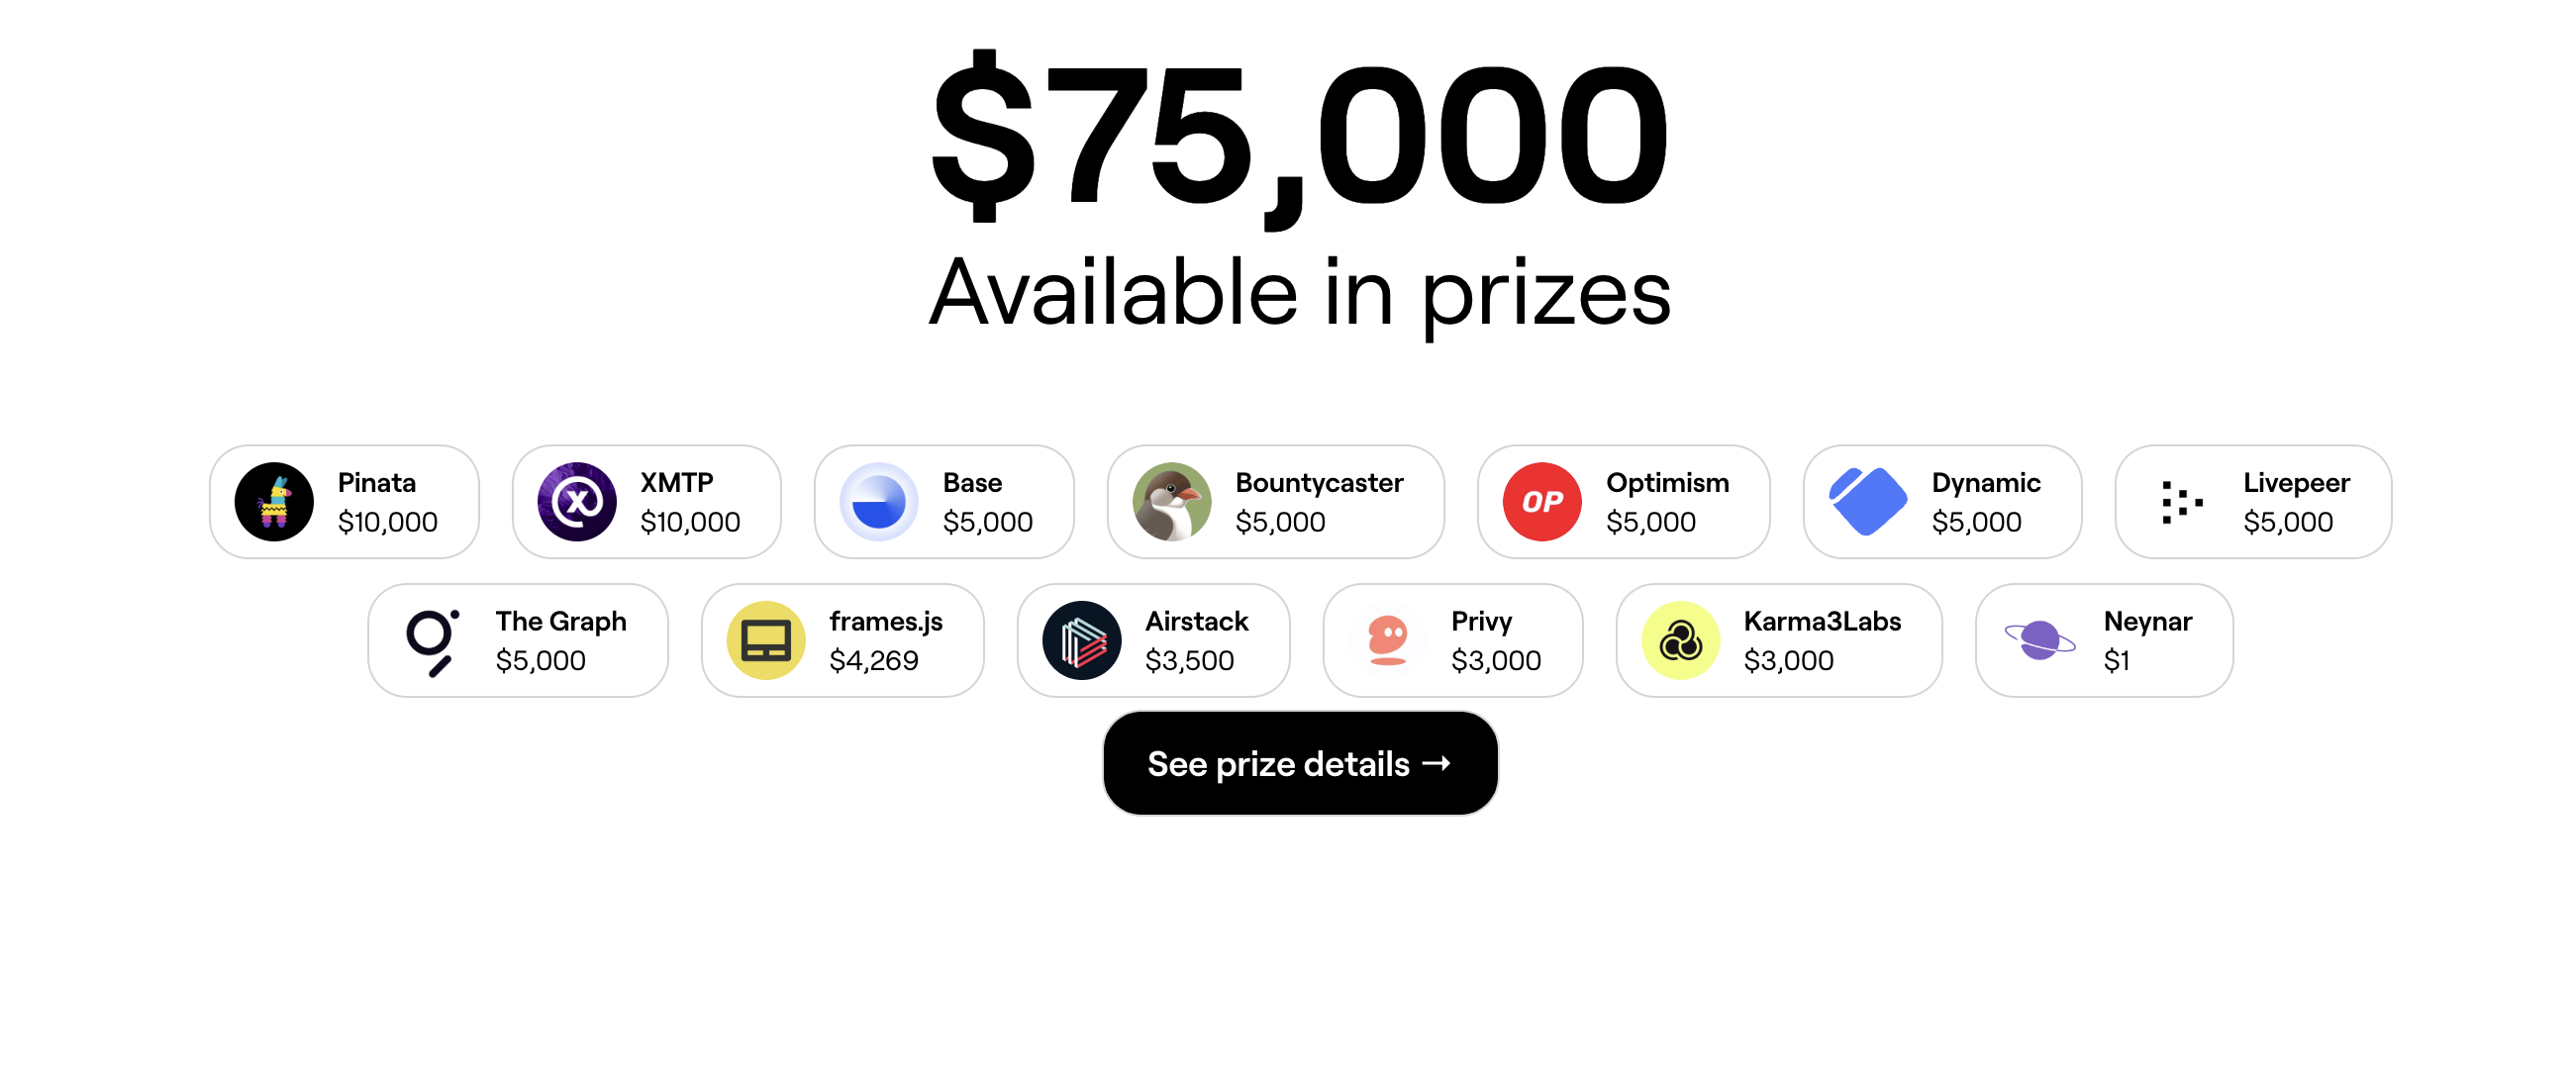 $75,000
Available in prizes
Pinata
$10,000
XMTP
$10,000
Base
$5,000
Bountycaster
$5,000
OP
Optimism
$5,000
Dynamic
$5,000
Livepeer
$5,000
The Graph
$5,000
frames.js
$4,269
Airstack
$3,500
Privy
$3,000
Karma3Labs
$3,000
Neynar
$1
See prize details →